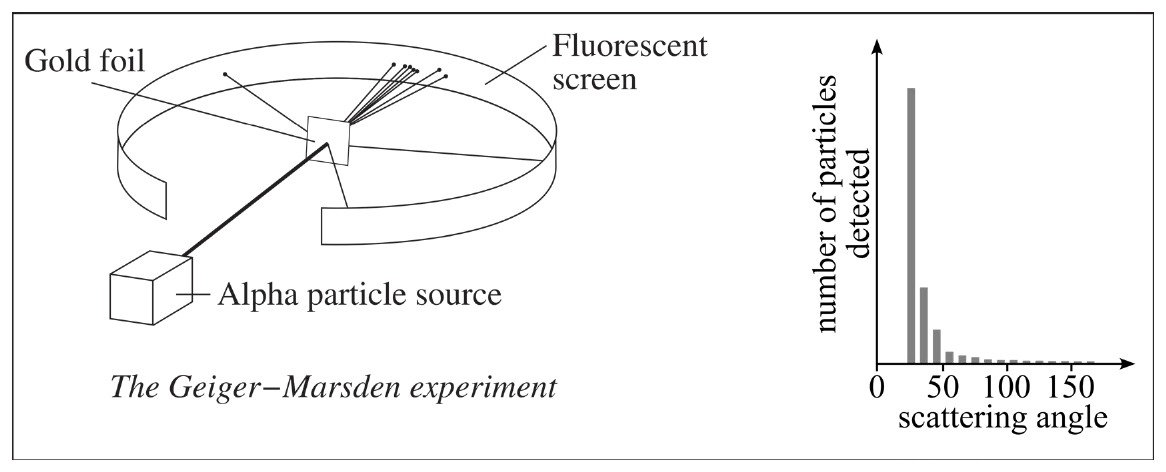 Gold foil
Fluorescent
screen
Alpha particle source
The Geiger–Marsden experiment
number of particles
detected
0 50 100 150
scattering angle